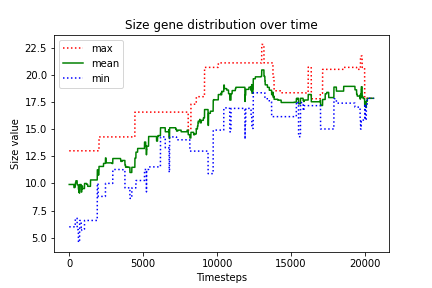 Size gene distribution over time
max
mean
min
Size value
22.5
20.0
17.5
15.0
12.5
10.0
7.5
5.0
0
5000
10000
15000
20000
Timesteps